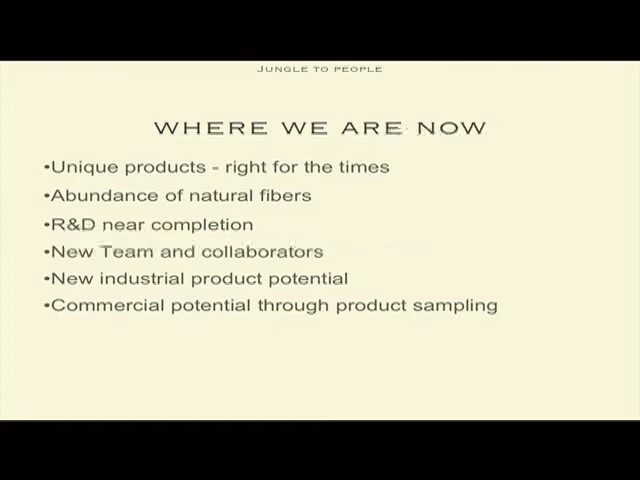 Jungle to people
WHERE WE ARE NOW
•Unique products - right for the times
•Abundance of natural fibers
•R&D near completion
•New Team and collaborators
•New industrial product potential
•Commercial potential through product sampling